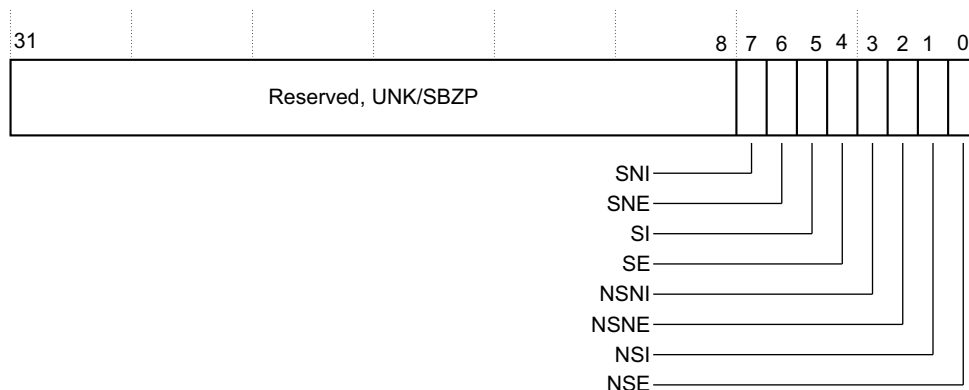 31 8 7 6 5 4 3 2 1 0
Reserved, UNK/SBZP
SNI
SNE
SI
SE
NSNI
NSNE
NSI
NSE